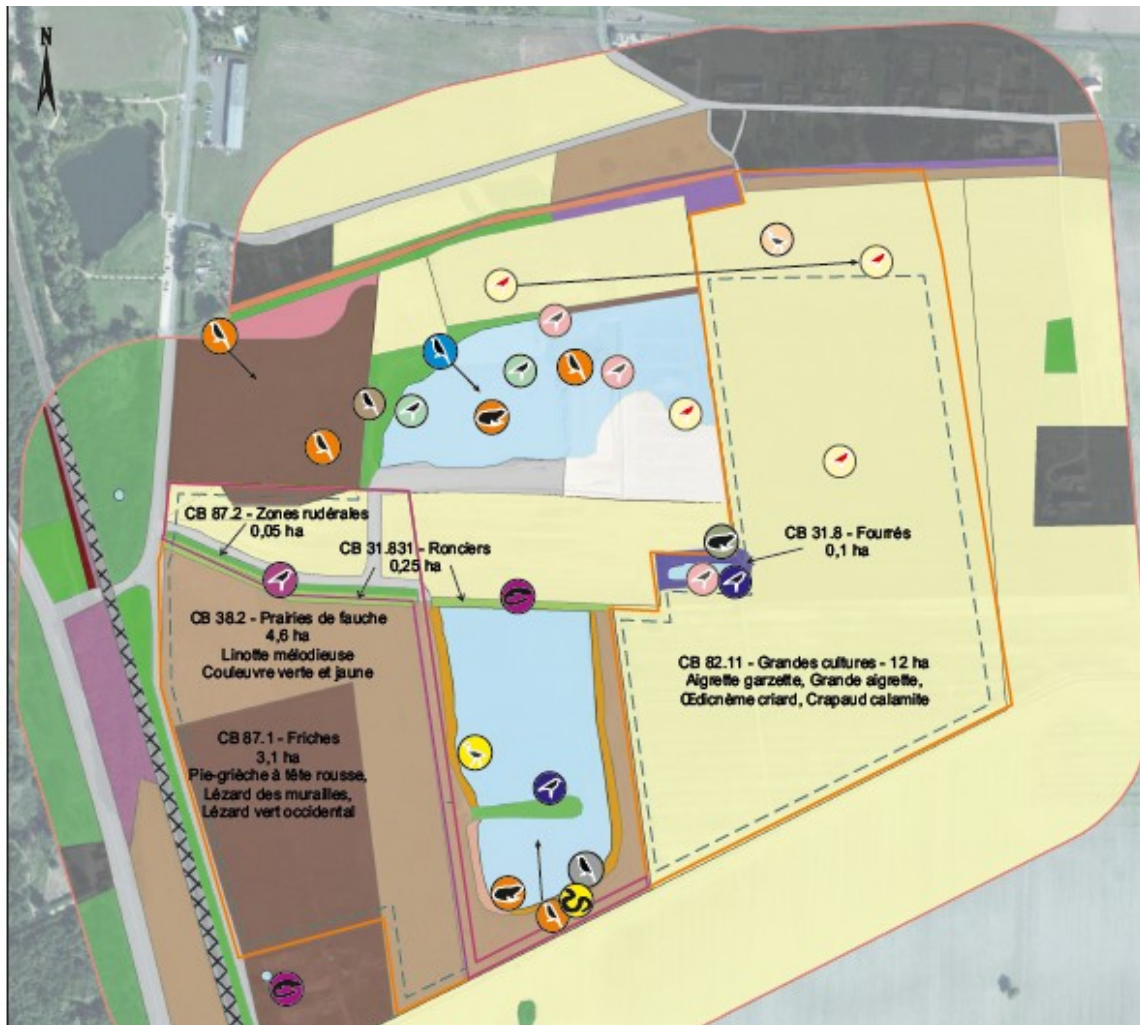 N
CB 87.2 - Zones rudérales
0,05 ha
CB 31.831 - Ronciers
0,25 ha
CB 31.8 - Fourrés
0,1 ha
CB 38.2 - Prairies de fauche
4,6 ha
Linotte mélodieuse
Couleuvre verte et jaune
CB 82.11 - Grandes cultures - 12 ha
Aigrette garzette, Grande aigrette,
Œdicnème criard, Crapaud calamite
CB 87.1 - Friches
3,1 ha
Pie-grièche à tête rousse,
Lézard des murailles,
Lézard vert occidental